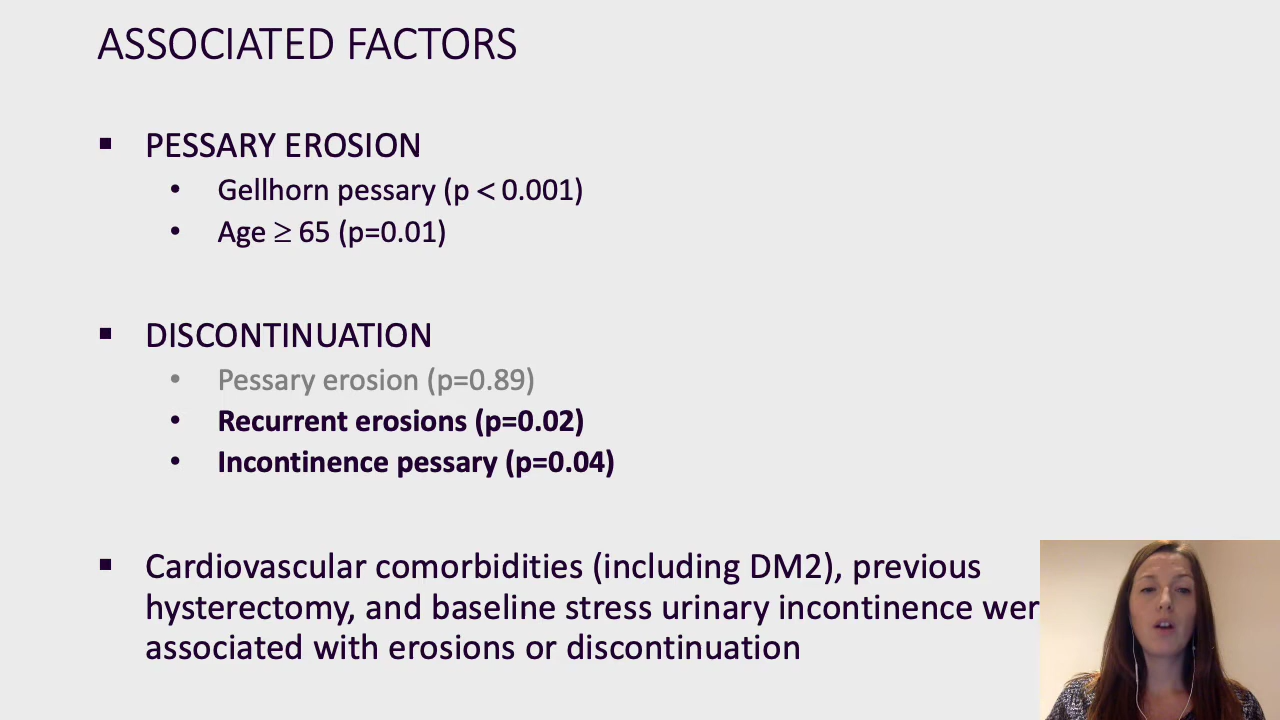 ASSOCIATED FACTORS
▪ PESSARY EROSION
• Gellhorn pessary (p < 0.001)
• Age ≥ 65 (p=0.01)
▪ DISCONTINUATION
• Pessary erosion (p=0.89)
• Recurrent erosions (p=0.02)
• Incontinence pessary (p=0.04)
▪ Cardiovascular comorbidities (including DM2), previous
hysterectomy, and baseline stress urinary incontinence wer
associated with erosions or discontinuation